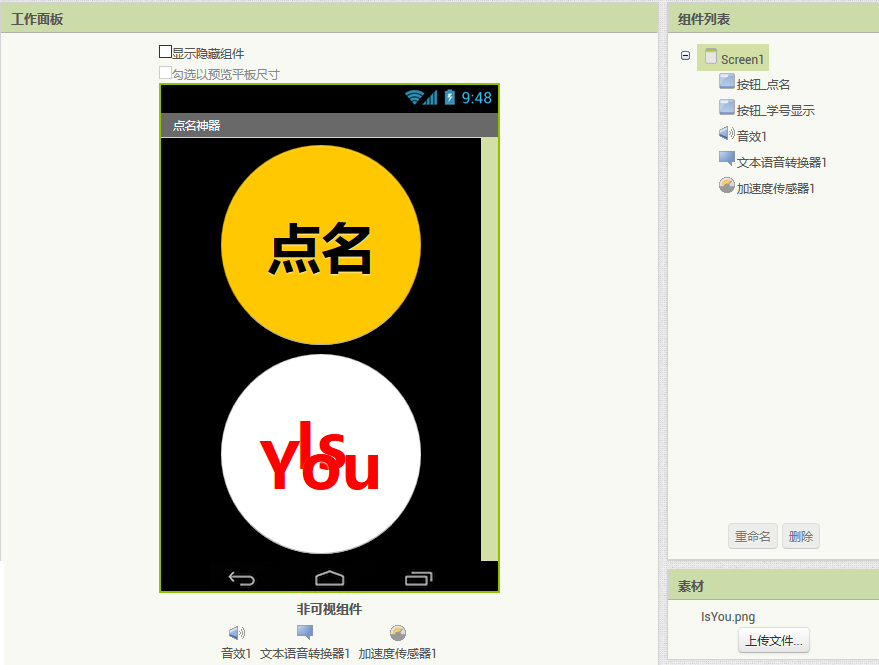 工作面板
显示隐藏组件
勾选以预览平板尺寸
9:48
点名神器
点名
Is
You
非可视组件
音效1 文本语音转换器1 加速度传感器1
组件列表
Screen1
按钮_点名
按钮_学号显示
音效1
文本语音转换器1
加速度传感器1
重命名 删除
素材
IsYou.png
上传文件...